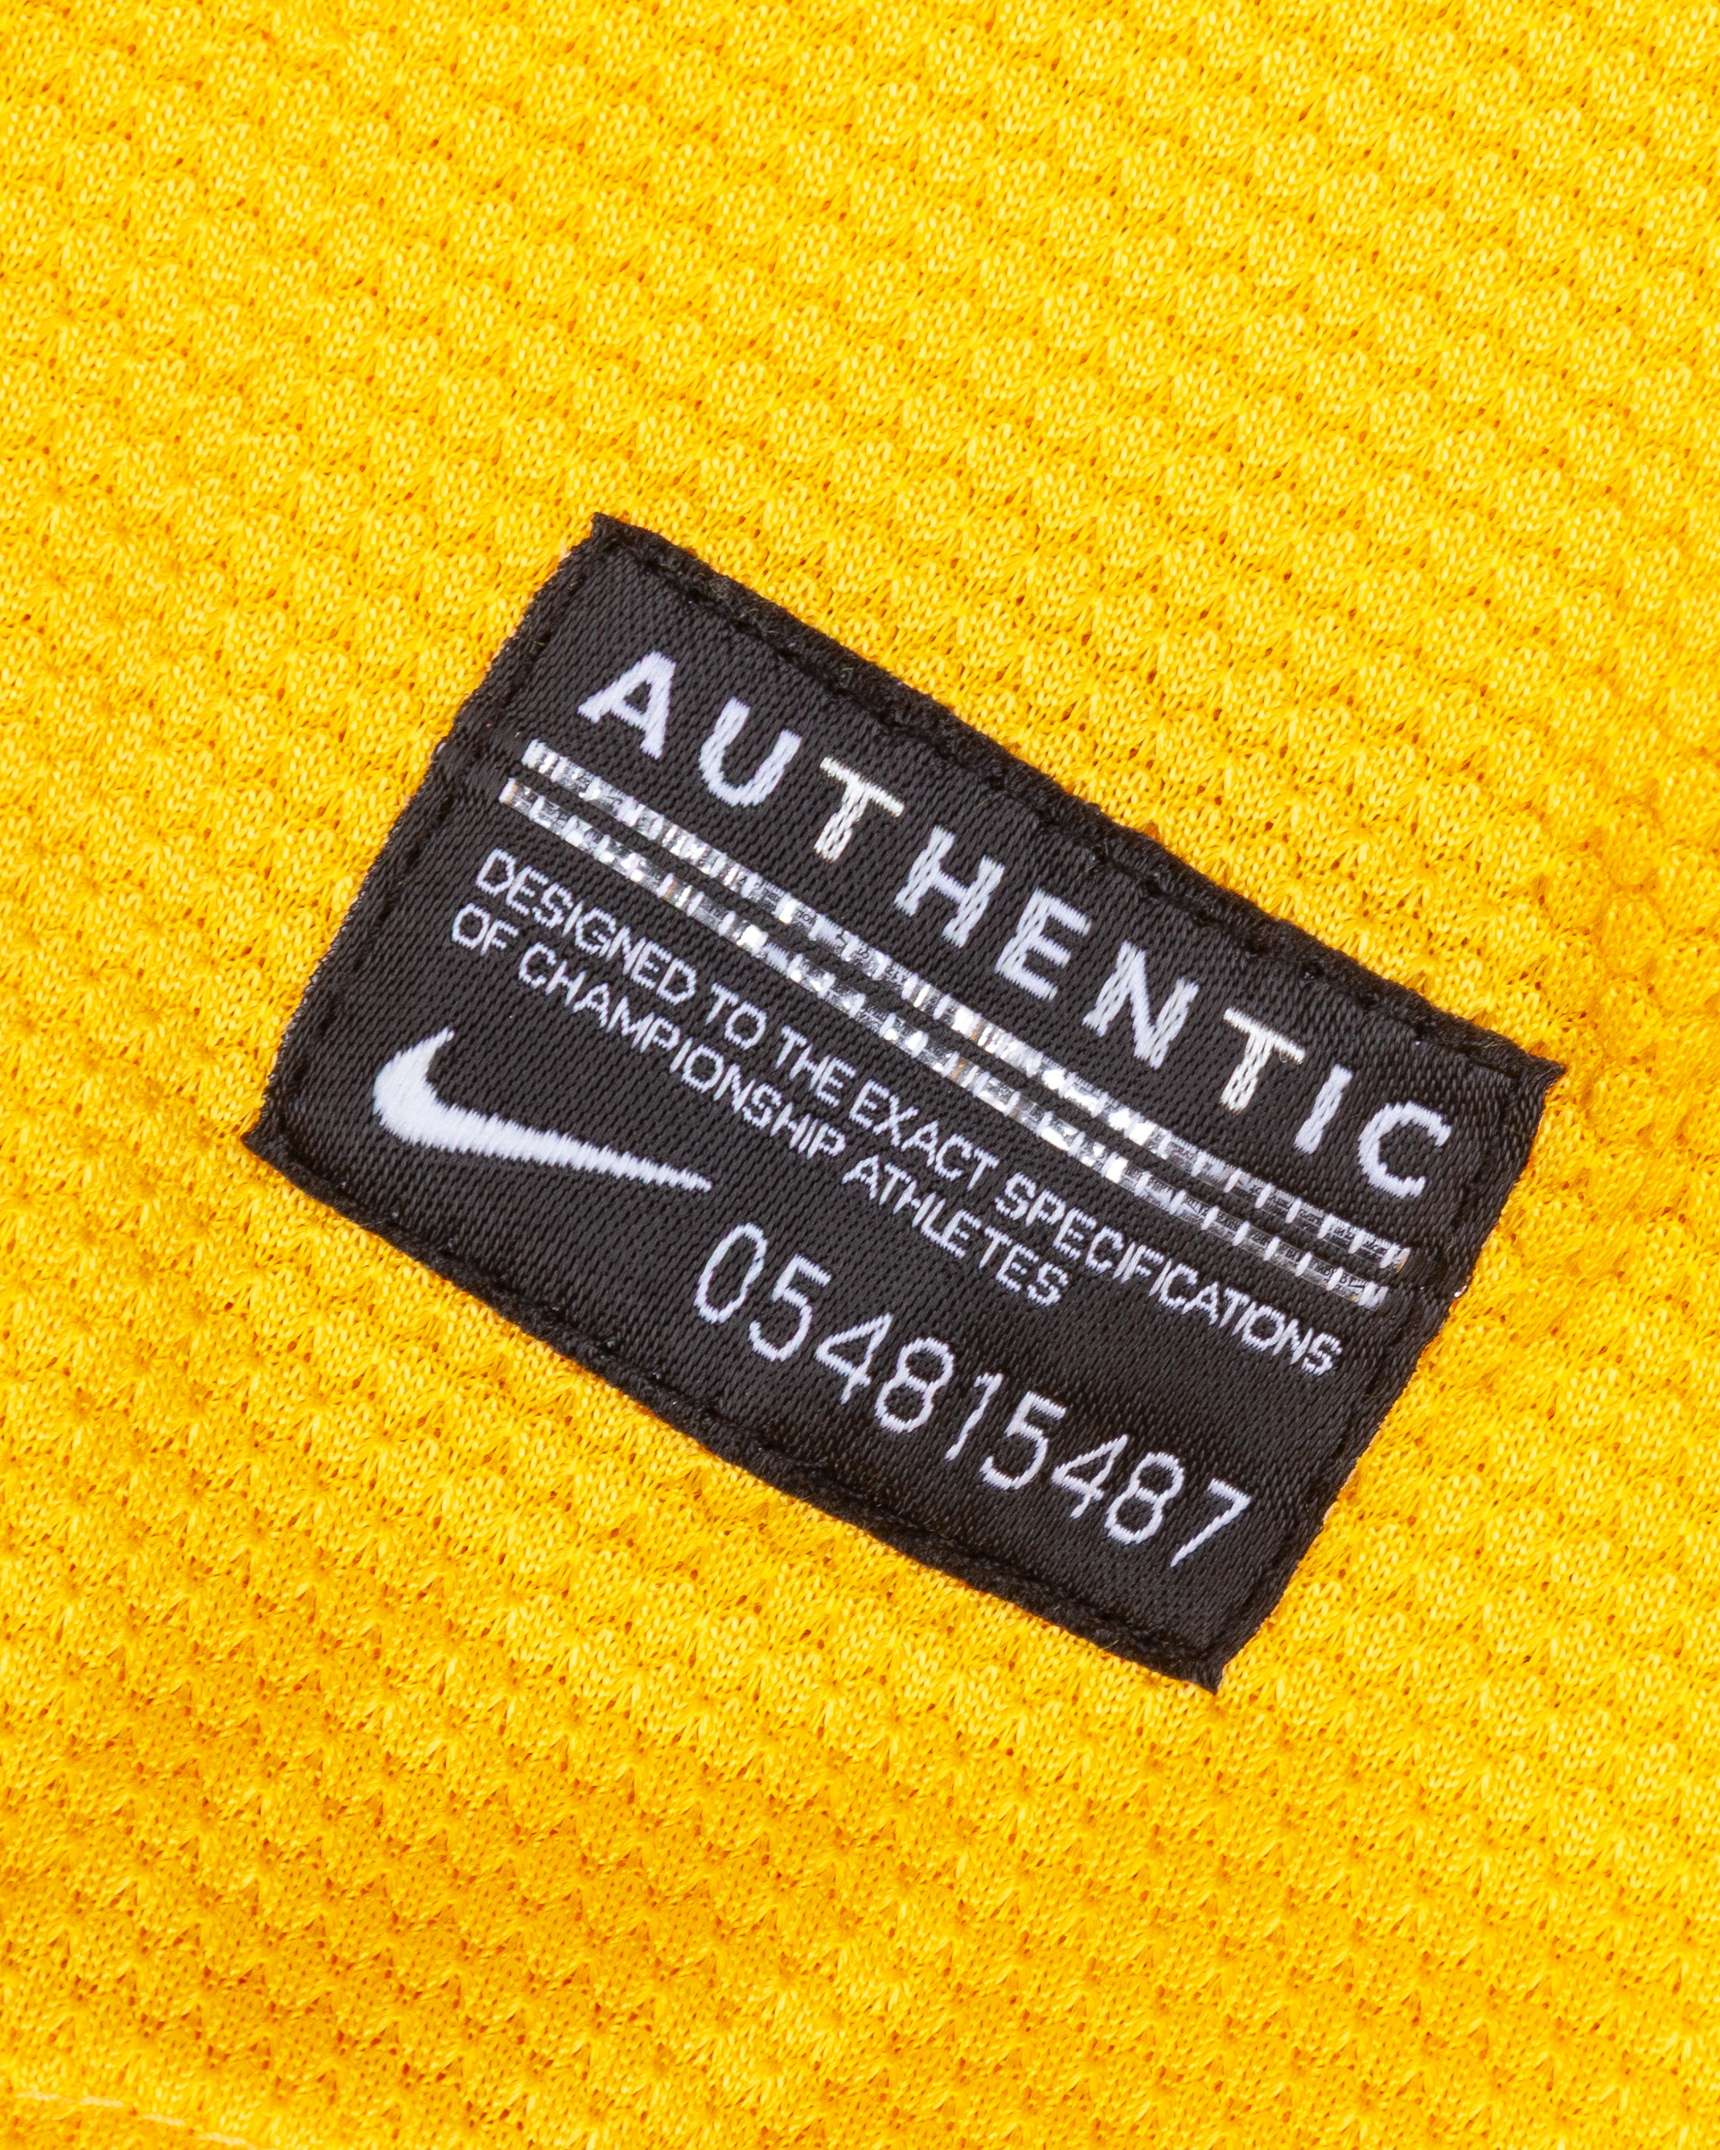 AUTHENTIC
DESIGNED TO THE EXACT SPECIFICATIONS
OF CHAMPIONSHIP ATHLETES
054815487